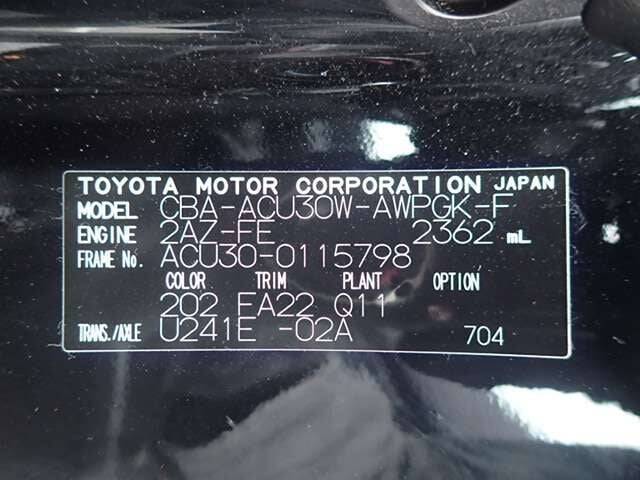 TOYOTA MOTOR CORPORATION JAPAN
MODEL CBA-ACU30W-AWPGK-F
ENGINE 2AZ-FE 2362 mL
FRAME No. ACU30-0115798
COLOR TRIM PLANT OPTION
202 FA22 Q11
TRANS./AXLE U241E -02A 704